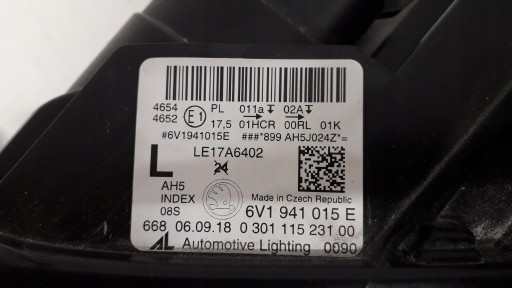 4654 E1 PL 011a 02A
4652 17,5 01HCR 00RL 01K
#6V1941015E ###*899 AH5J024Z*=
L LE17A6402
24
AH5
INDEX Made in Czech Republic
08S 6V1 941 015 E
668 06.09.18 0 301 115 231 00
AL Automotive Lighting 0090